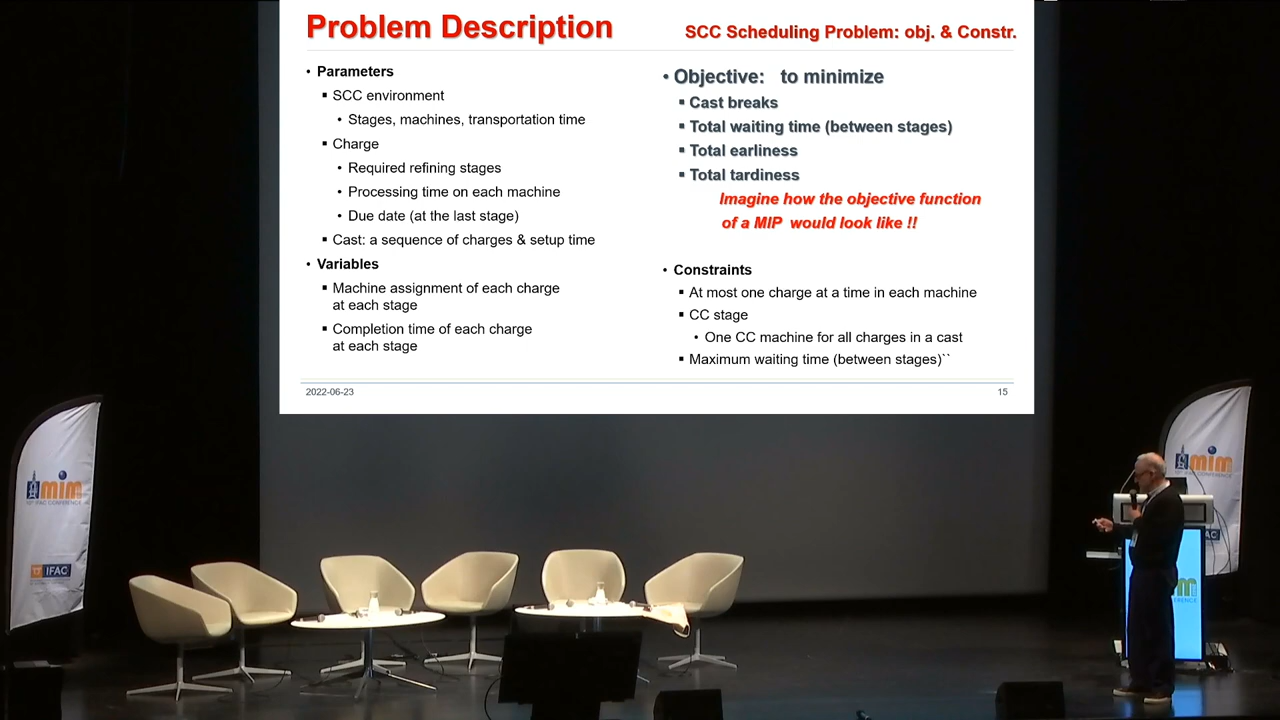 Problem Description
SCC Scheduling Problem: obj. & Constr.
• Parameters
▪ SCC environment
• Stages, machines, transportation time
▪ Charge
• Required refining stages
• Processing time on each machine
• Due date (at the last stage)
▪ Cast: a sequence of charges & setup time
• Variables
▪ Machine assignment of each charge
at each stage
▪ Completion time of each charge
at each stage
• Objective: to minimize
▪ Cast breaks
▪ Total waiting time (between stages)
▪ Total earliness
▪ Total tardiness
Imagine how the objective function
of a MIP would look like !!
• Constraints
▪ At most one charge at a time in each machine
▪ CC stage
• One CC machine for all charges in a cast
▪ Maximum waiting time (between stages)``
2022-06-23
15
mim
IFAC CONFERENCE
IFAC
mim
IFAC CONFERENCE